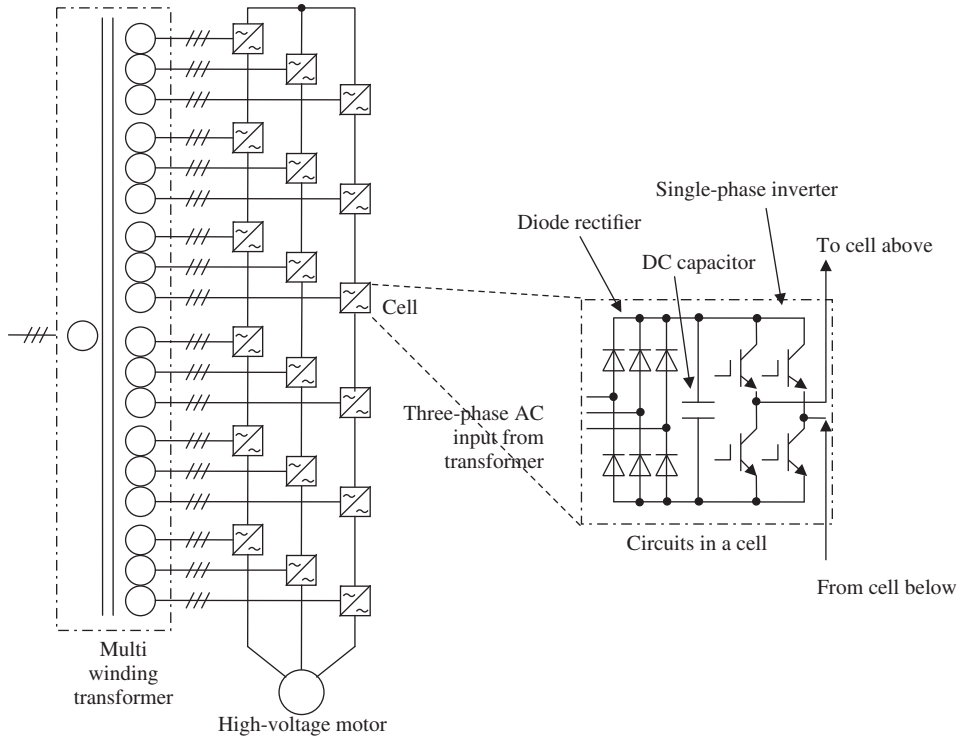 Single-phase inverter
Diode rectifier
To cell above
DC capacitor
Cell
Three-phase AC
input from
transformer
Circuits in a cell
From cell below
Multi
winding
transformer
High-voltage motor